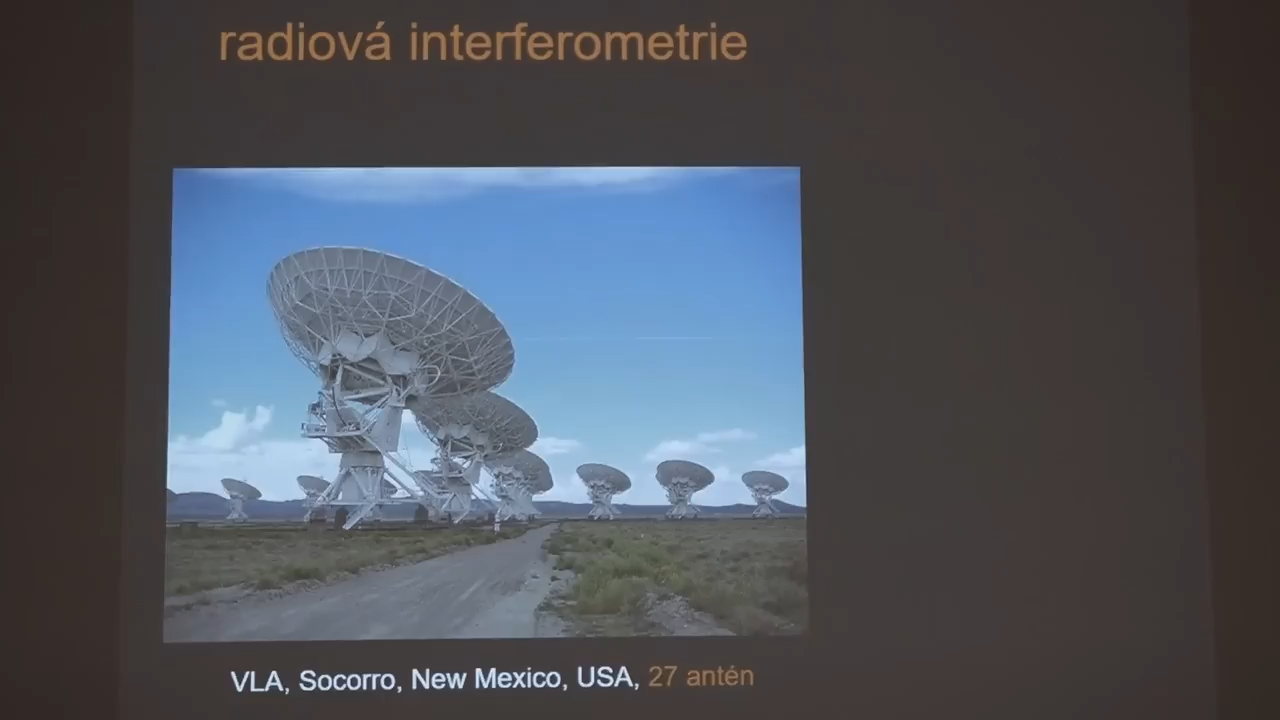 radiová interferometrie
VLA, Socorro, New Mexico, USA, 27 antén